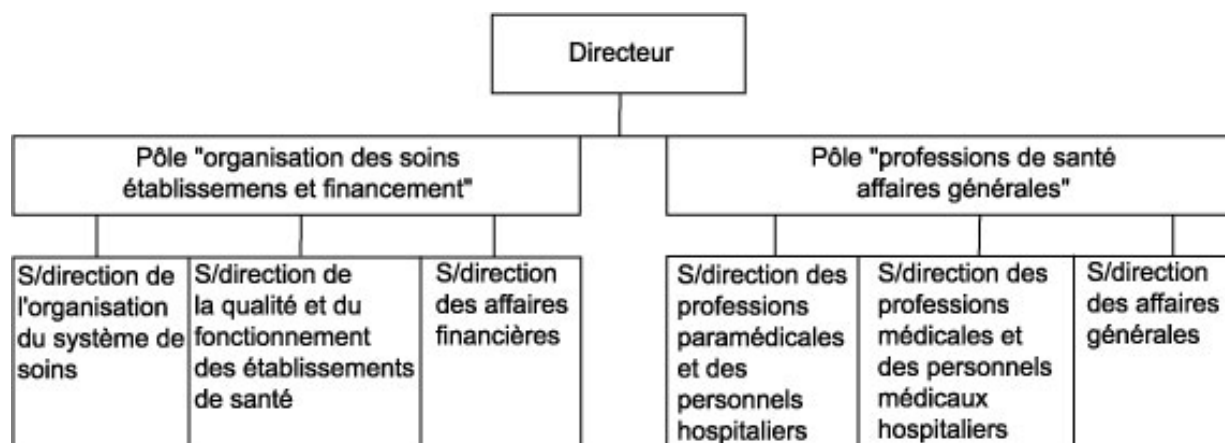 Directeur
Pôle "organisation des soins
établissemens et financement"
Pôle "professions de santé
affaires générales"
S/direction de
l'organisation
du système de
soins
S/direction de
la qualité et du
fonctionnement
des établissements
de santé
S/direction
des affaires
financières
S/direction des
professions
paramédicales
et des
personnels
hospitaliers
S/direction des
professions
médicales et
des personnels
médicaux
hospitaliers
S/direction
des affaires
générales